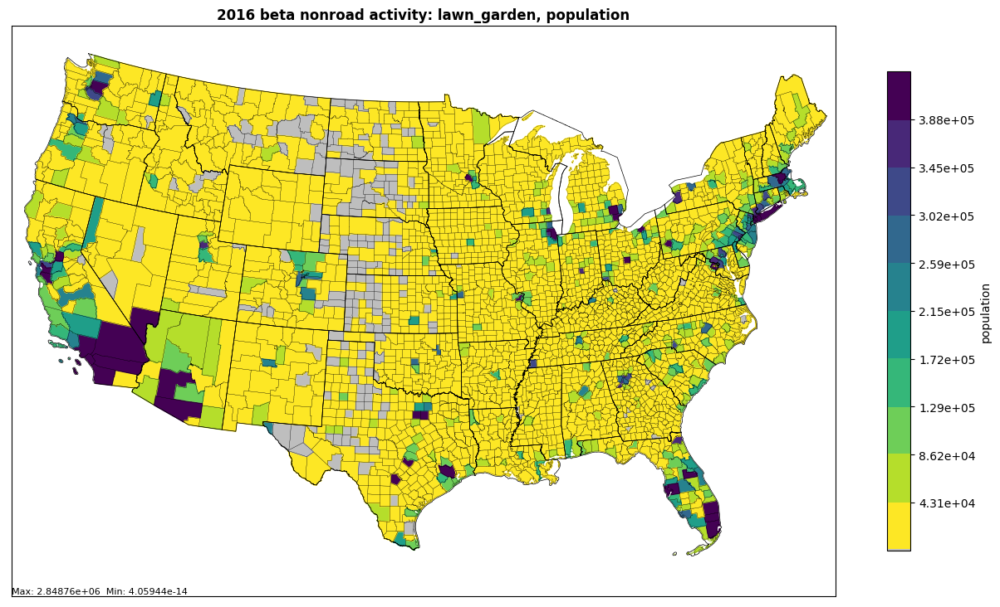 2016 beta nonroad activity: lawn_garden, population
3.88e+05
3.45e+05
3.02e+05
2.59e+05
2.15e+05
1.72e+05
1.29e+05
8.62e+04
4.31e+04
population
Max: 2.84876e+06 Min: 4.05944e-14